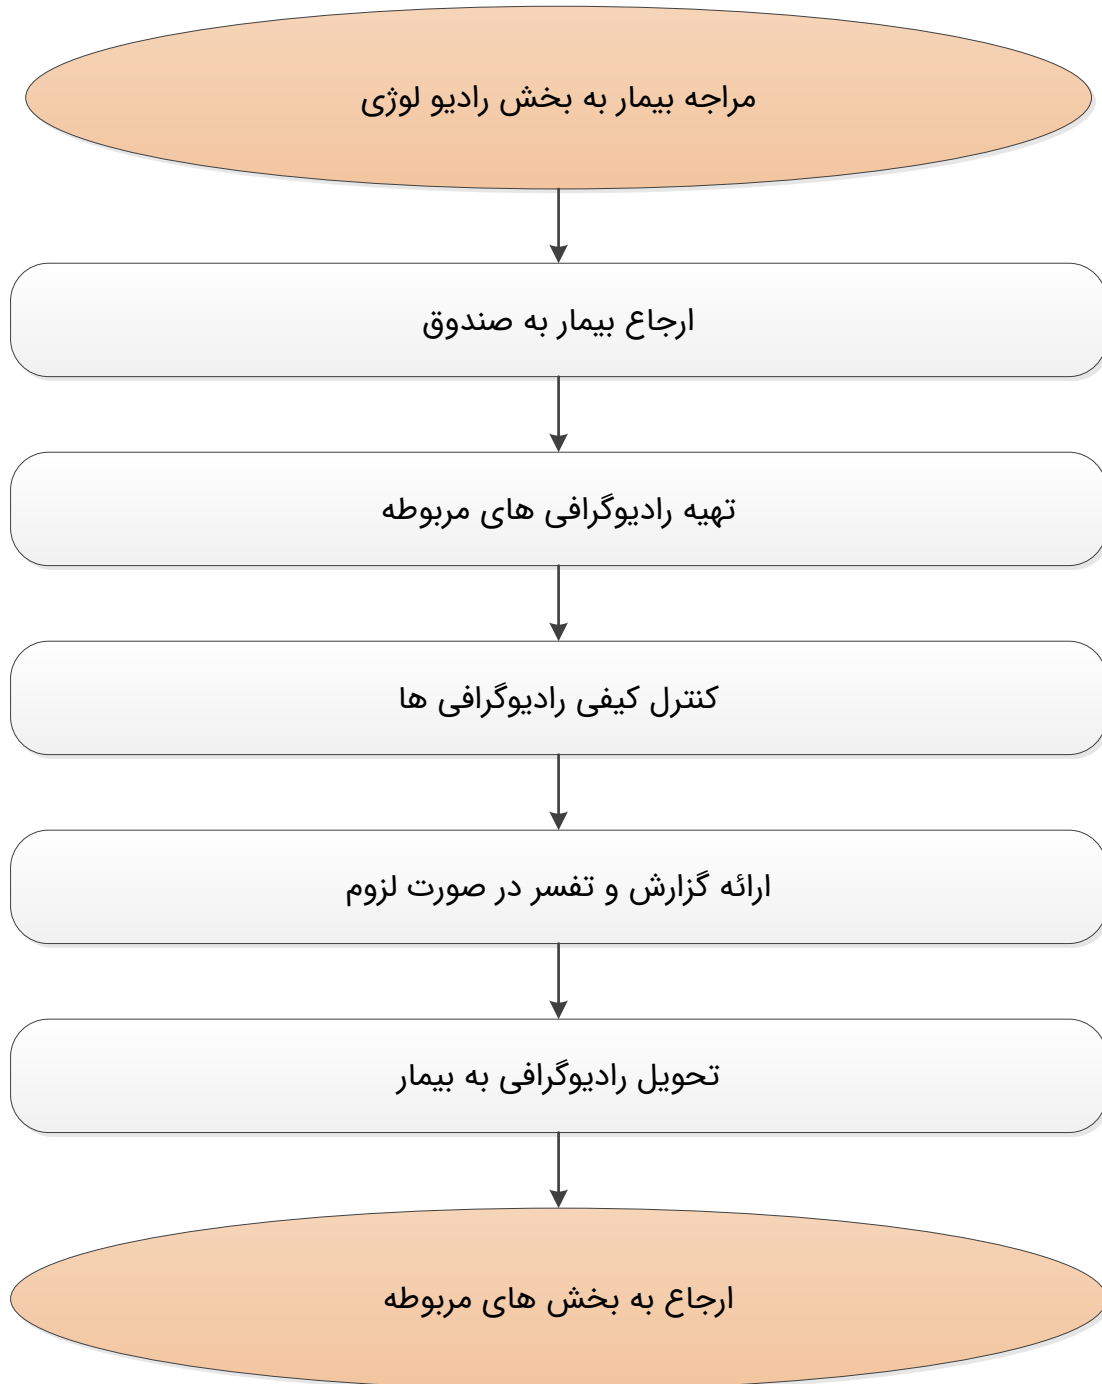 مراجه بیمار به بخش رادیو لوژی
ارجاع بیمار به صندوق
تهیه رادیوگرافی های مربوطه
کنترل کیفی رادیوگرافی ها
ارائه گزارش و تفسر در صورت لزوم
تحویل رادیوگرافی به بیمار
ارجاع به بخش های مربوطه